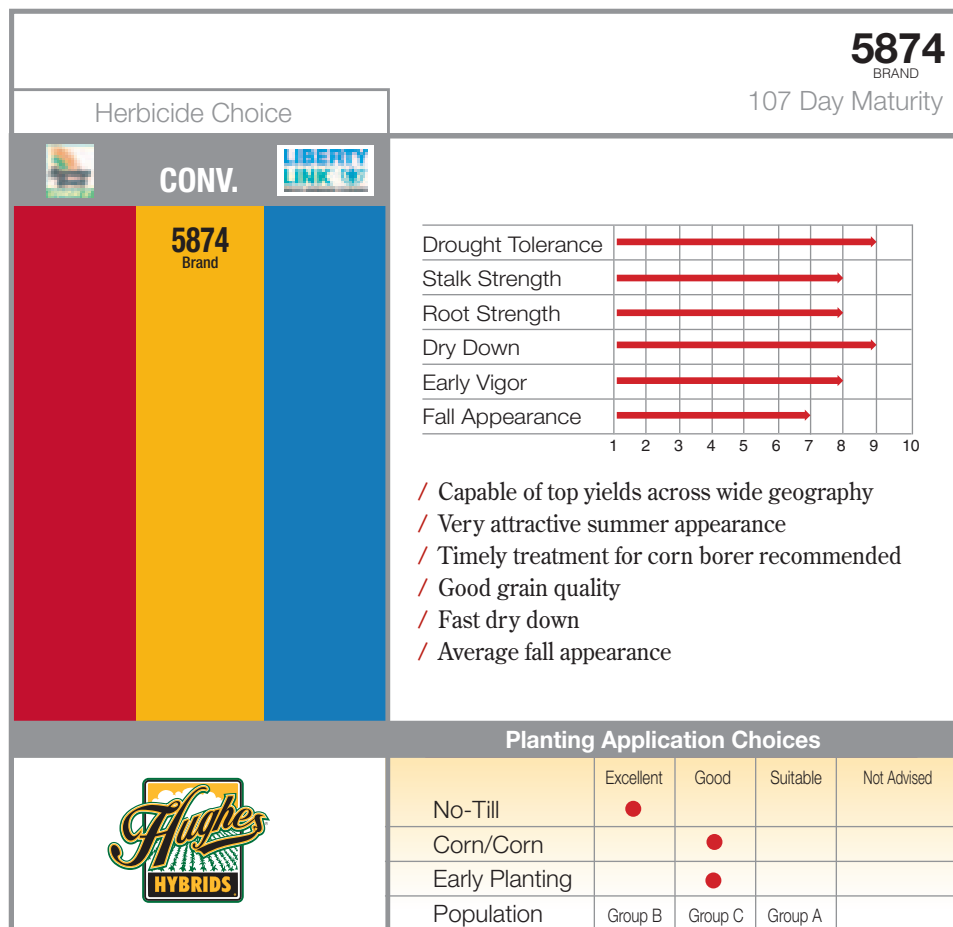 5874
BRAND
107 Day Maturity
Herbicide Choice
CONV.
LIBERTY
LINK
5874
Brand
Drought Tolerance
Stalk Strength
Root Strength
Dry Down
Early Vigor
Fall Appearance
1 2 3 4 5 6 7 8 9 10
/ Capable of top yields across wide geography
/ Very attractive summer appearance
/ Timely treatment for corn borer recommended
/ Good grain quality
/ Fast dry down
/ Average fall appearance
Planting Application Choices
Excellent Good Suitable Not Advised
No-Till
Corn/Corn
Early Planting
Population Group B Group C Group A
Hughes
HYBRIDS